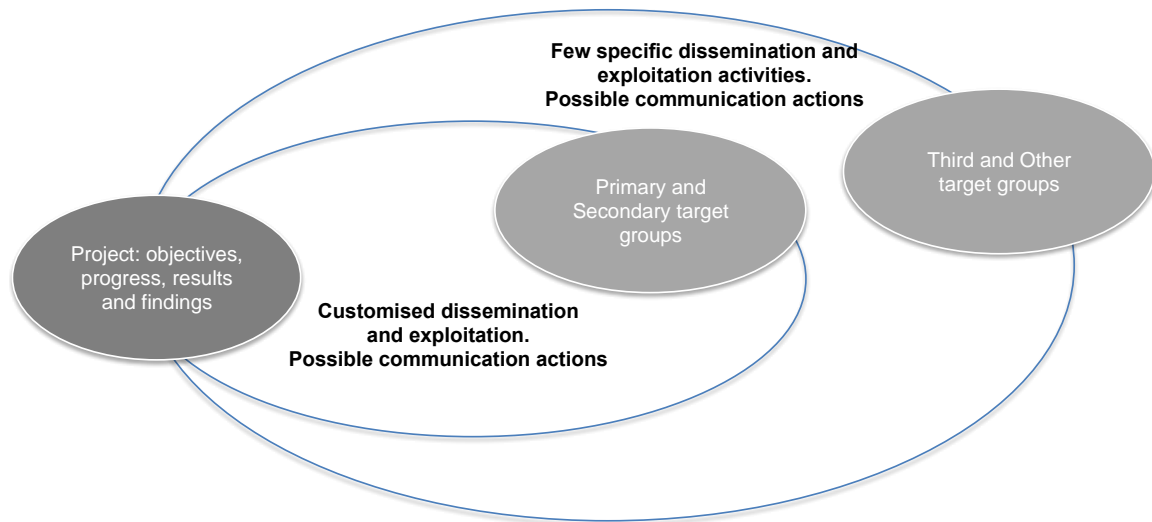 Few specific dissemination and
exploitation activities.
Possible communication actions
Third and Other
target groups
Primary and
Secondary target
groups
Project: objectives,
progress, results
and findings
Customised dissemination
and exploitation.
Possible communication actions